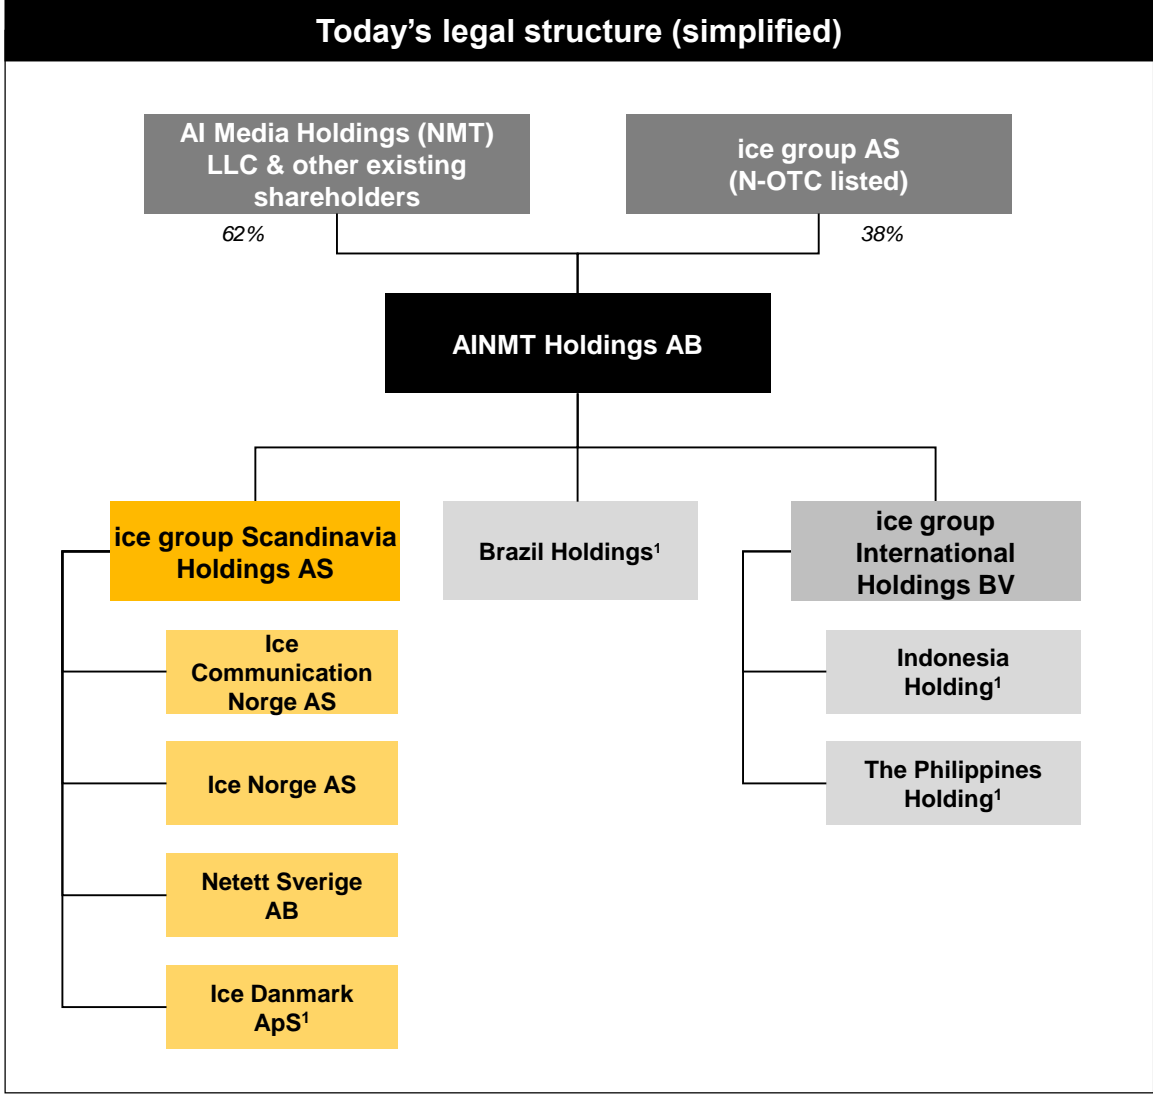 Today’s legal structure (simplified)
AI Media Holdings (NMT)
LLC & other existing
shareholders
ice group AS
(N-OTC listed)
62%
38%
AINMT Holdings AB
ice group Scandinavia
Holdings AS
Brazil Holdings¹
ice group
International
Holdings BV
Ice
Communication
Norge AS
Indonesia
Holding¹
Ice Norge AS
The Philippines
Holding¹
Netett Sverige
AB
Ice Danmark
ApS¹